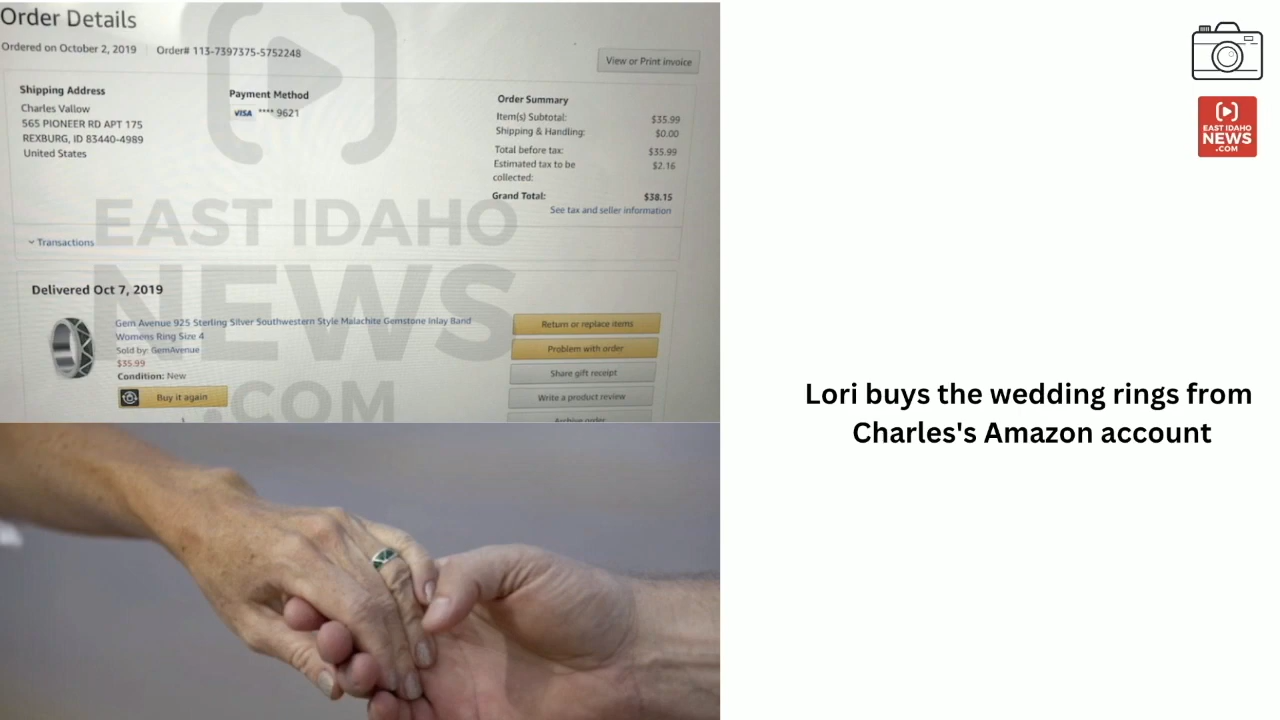 Order Details
Ordered on October 2, 2019 Order# 113-7397375-5752248
View or Print invoice
Shipping Address
Charles Vallow
565 PIONEER RD APT 175
REXBURG, ID 83440-4989
United States
Payment Method
VISA **** 9621
Order Summary
Item(s) Subtotal: $35.99
Shipping & Handling: $0.00
Total before tax: $35.99
Estimated tax to be $2.16
collected:
Grand Total: $38.15
See tax and seller information
Transactions
EAST IDAHO
NEWS
.COM
Delivered Oct 7, 2019
Gem Avenue 925 Sterling Silver Southwestern Style Malachite Gemstone Inlay Band
Womens Ring Size 4
Sold by: GemAvenue
$35.99
Condition: New
Buy it again
Return or replace items
Problem with order
Share gift receipt
Write a product review
Archive order
EAST IDAHO
NEWS
.COM
Lori buys the wedding rings from
Charles's Amazon account